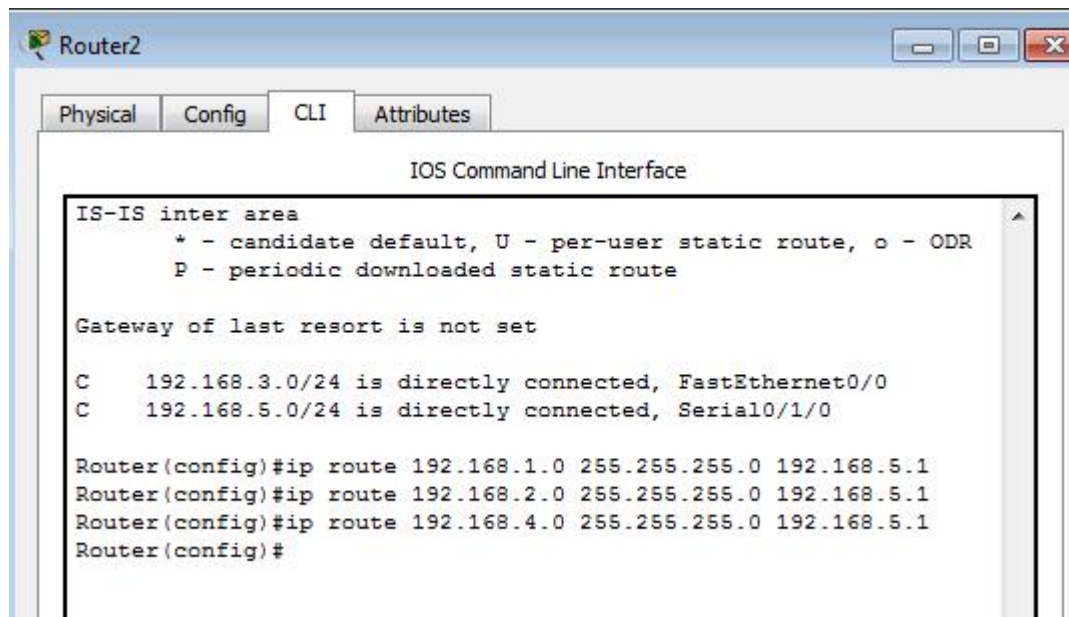 Router2
Physical Config CLI Attributes
IOS Command Line Interface
IS-IS inter area
* - candidate default, U - per-user static route, o - ODR
P - periodic downloaded static route
Gateway of last resort is not set
C 192.168.3.0/24 is directly connected, FastEthernet0/0
C 192.168.5.0/24 is directly connected, Serial0/1/0
Router(config)#ip route 192.168.1.0 255.255.255.0 192.168.5.1
Router(config)#ip route 192.168.2.0 255.255.255.0 192.168.5.1
Router(config)#ip route 192.168.4.0 255.255.255.0 192.168.5.1
Router(config)#